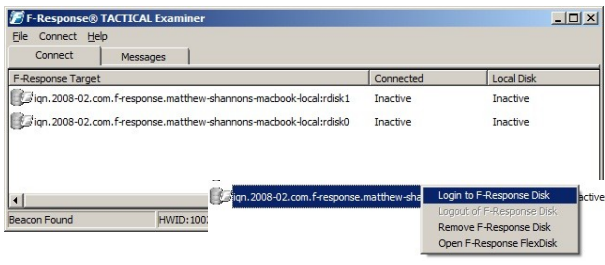 F-Response® TACTICAL Examiner
File Connect Help
Connect Messages
F-Response Target Connected Local Disk
iqn.2008-02.com.f-response.matthew-shannons-macbook-local:rdisk1 Inactive Inactive
iqn.2008-02.com.f-response.matthew-shannons-macbook-local:rdisk0 Inactive Inactive
iqn.2008-02.com.f-response.matthew-sha active
Login to F-Response Disk
Logout of F-Response Disk
Remove F-Response Disk
Open F-Response FlexDisk
Beacon Found HWID:100